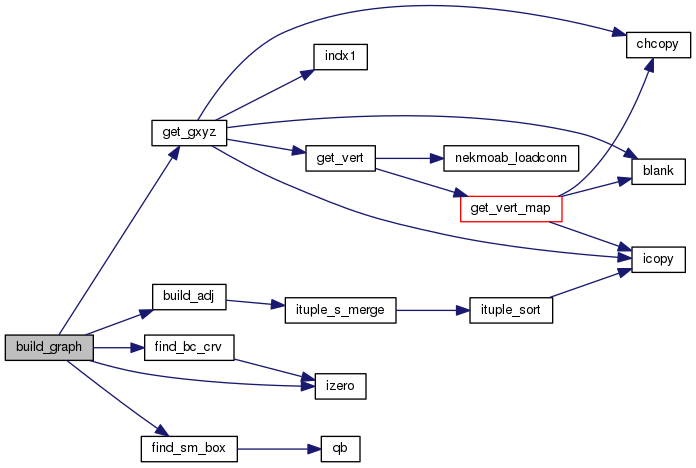 chcopy
indx1
get_gxyz
get_vert
nekmoab_loadconn
blank
get_vert_map
icopy
build_adj
ituple_s_merge
ituple_sort
build_graph
find_bc_crv
izero
find_sm_box
qb